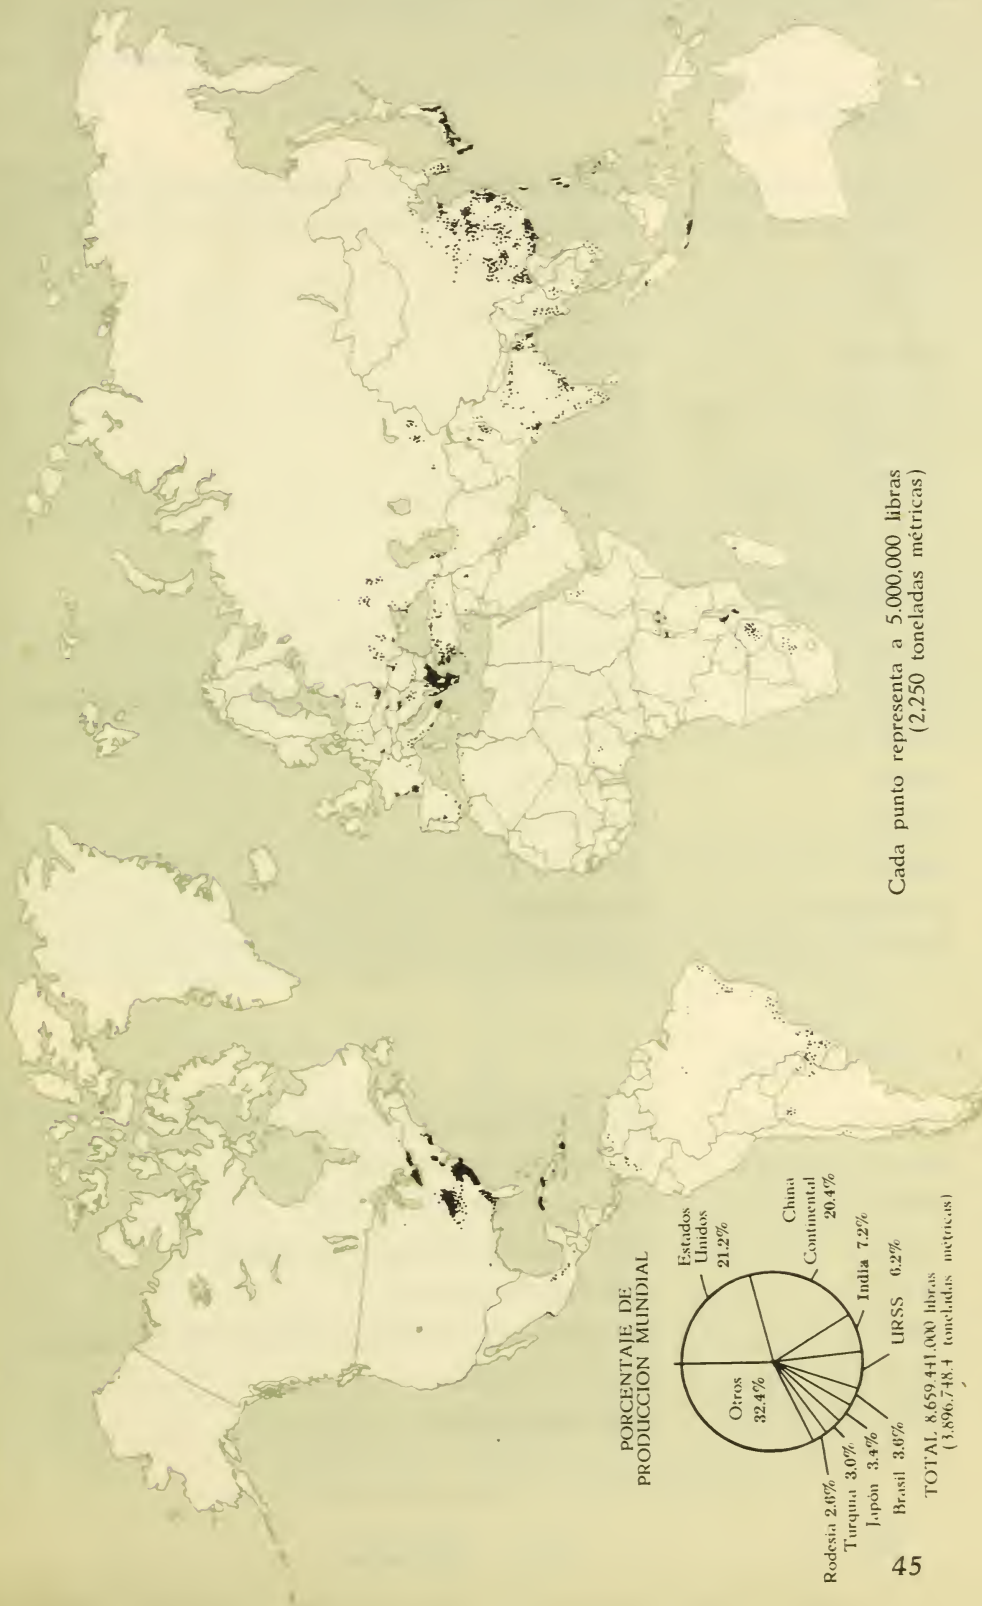 PORCENTAJE DE
PRODUCCION MUNDIAL
Estados
Unidos
21.2%
China
Continental
20.4%
India 7.2%
URSS 6.2%
Brasil 3.6%
Japón 3.4%
Turquia 3.0%
Rodesia 2.6%
Otros
32.4%
TOTAL 8.659.441.000 libras
(3.896.748.4 toneladas métricas)
Cada punto representa a 5.000,000 libras
(2,250 toneladas métricas)
45